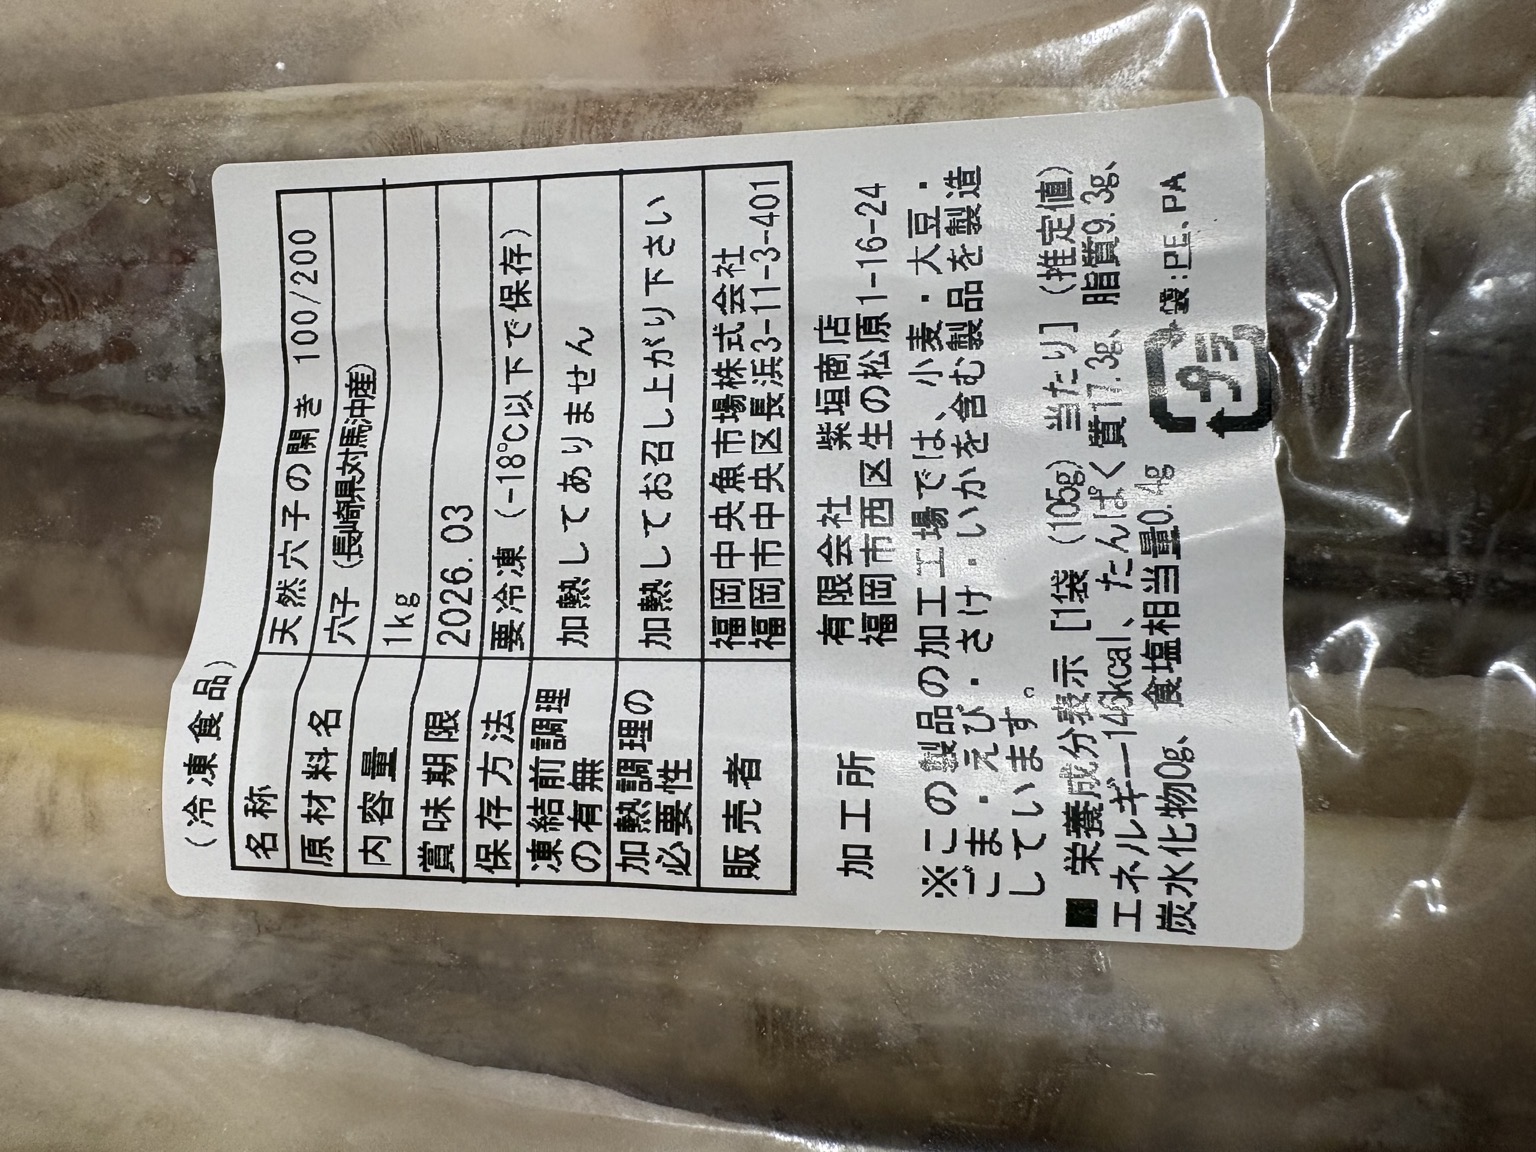 (冷凍食品)
名称 天然穴子の開き 100/200
原材料名 穴子(長崎県対馬沖産)
内容量 1kg
賞味期限 2026.03
保存方法 要冷凍(-18℃以下で保存)
凍結前調理の有無 加熱してありません
加熱調理の必要性 加熱してお召し上がり下さい
販売者 福岡中央魚市場株式会社
福岡市中央区長浜3-11-3-401
加工所 有限会社 紫垣商店
福岡市西区生の松原1-16-24
※この製品の加工工場では、小麦・大豆・
ごま・えび・さけ・いかを含む製品を製造
しています。
■ 栄養成分表示［1袋(105g)当たり］(推定値)
エネルギー146kcal、たんぱく質17.3g、脂質9.3g、
炭水化物0g、食塩相当量0.4g
プラ
袋:PE、PA